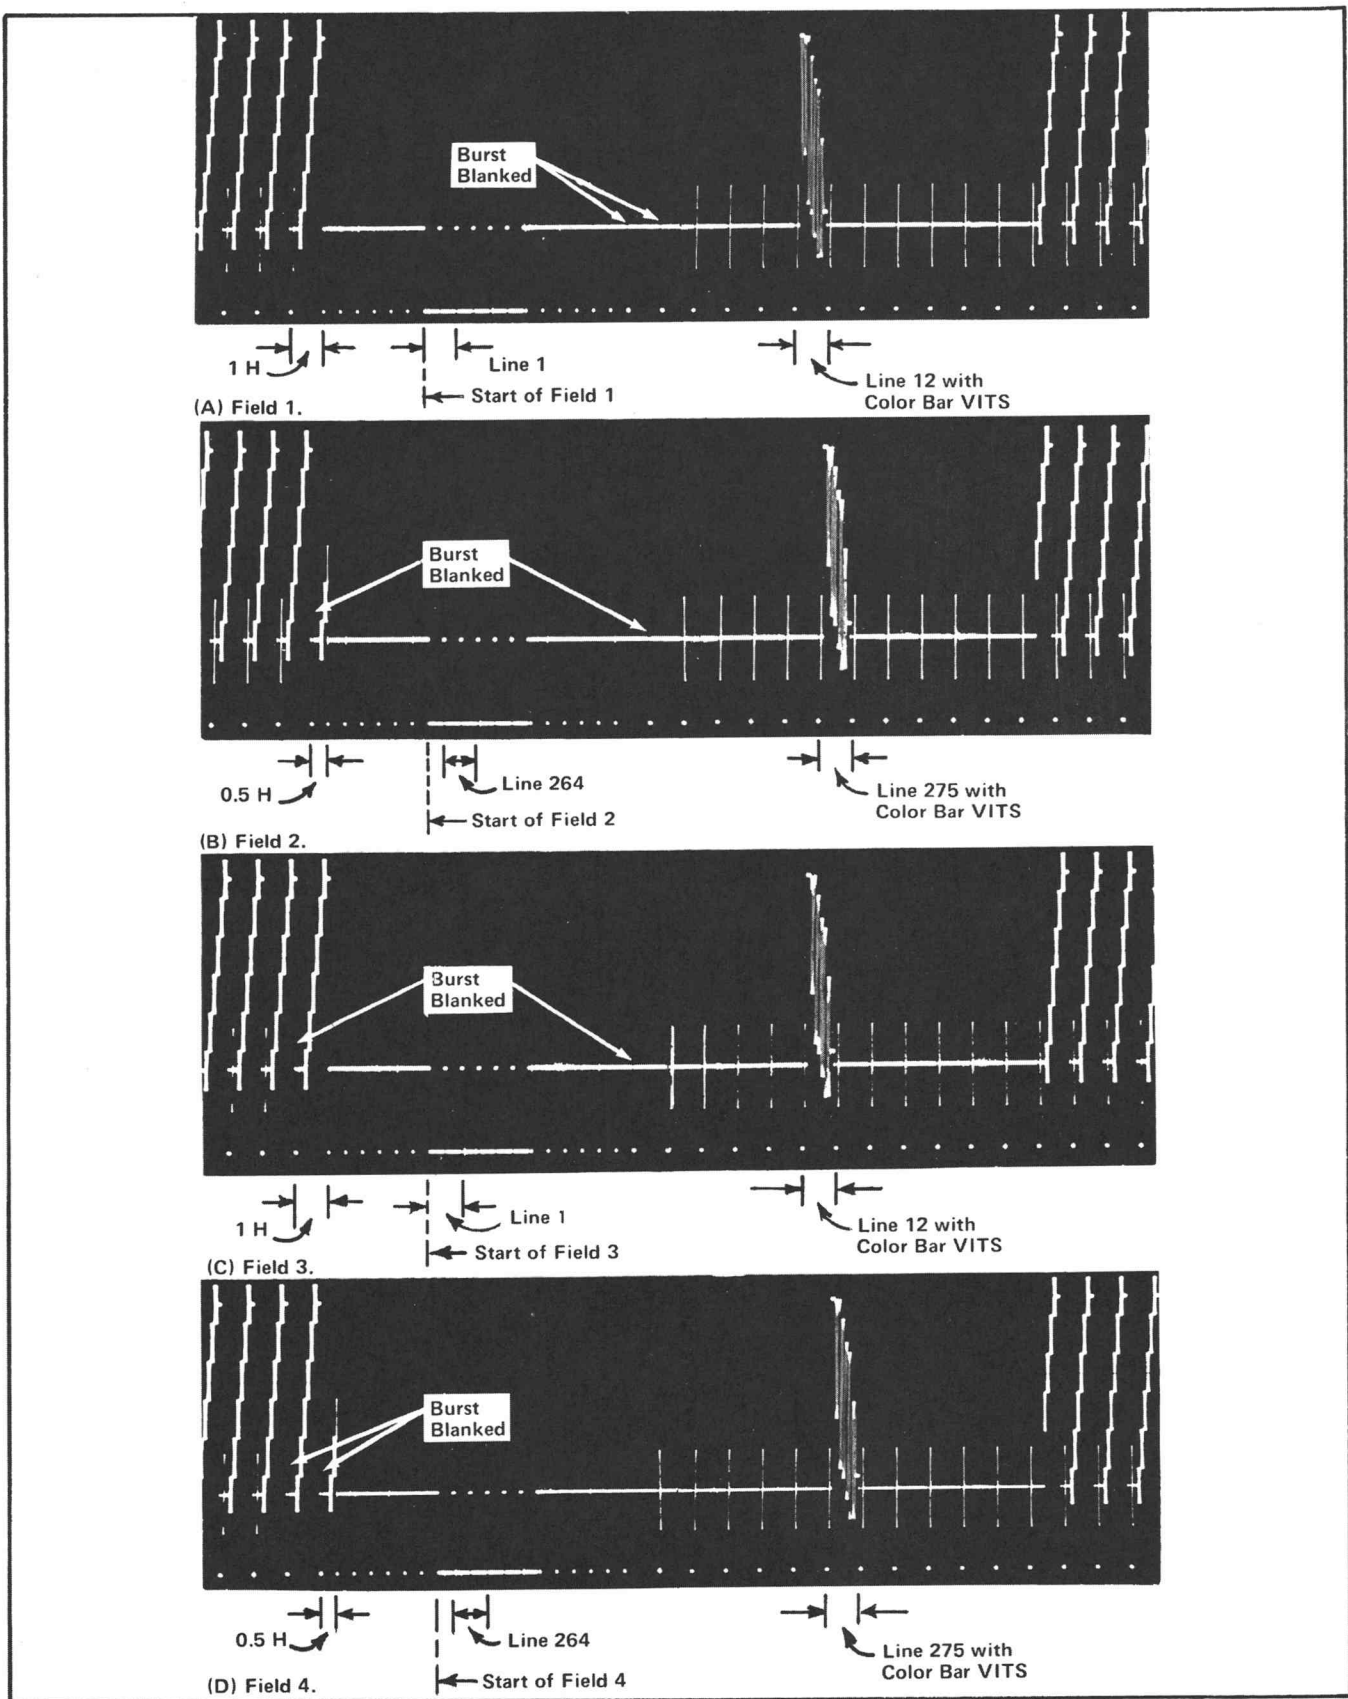 Burst
Blanked
1 H
Line 1
Start of Field 1
Line 12 with
Color Bar VITS
(A) Field 1.
Burst
Blanked
0.5 H
Line 264
Start of Field 2
Line 275 with
Color Bar VITS
(B) Field 2.
Burst
Blanked
1 H
Line 1
Start of Field 3
Line 12 with
Color Bar VITS
(C) Field 3.
Burst
Blanked
0.5 H
Line 264
Start of Field 4
Line 275 with
Color Bar VITS
(D) Field 4.